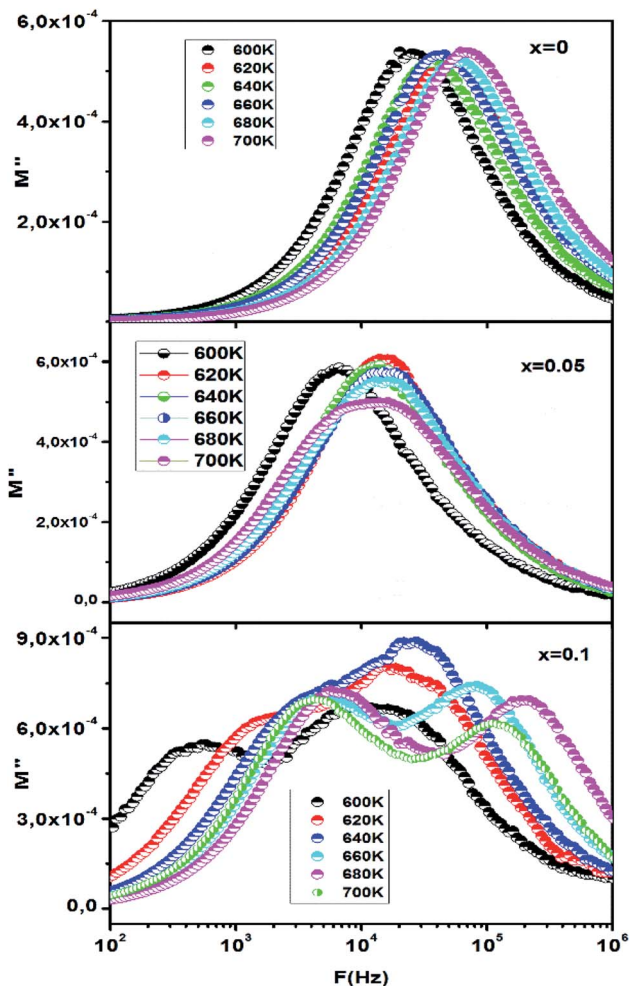 6,0x10⁻⁴
x=0
600K
620K
640K
660K
680K
700K
4,0x10⁻⁴
M''
2,0x10⁻⁴
6,0x10⁻⁴
x=0.05
600K
620K
640K
660K
680K
700K
4,0x10⁻⁴
M''
2,0x10⁻⁴
0,0
9,0x10⁻⁴
x=0.1
6,0x10⁻⁴
M''
3,0x10⁻⁴
600K
620K
640K
660K
680K
700K
0,0
10² 10³ 10⁴ 10⁵ 10⁶
F(Hz)